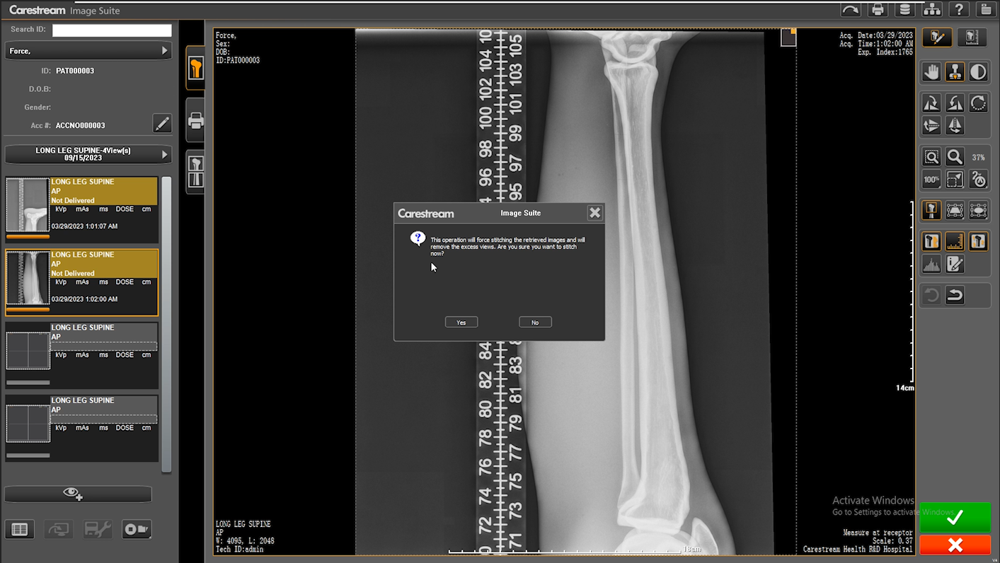 Carestream Image Suite
Search ID:
Force,
ID: PAT000003
D.O.B:
Gender:
Acc #: ACCNO000003
LONG LEG SUPINE-4View(s)
09/15/2023
LONG LEG SUPINE
AP
Not Delivered
kVp mAs ms DOSE cm
03/29/2023 1:01:07 AM
LONG LEG SUPINE
AP
Not Delivered
kVp mAs ms DOSE cm
03/29/2023 1:02:00 AM
LONG LEG SUPINE
AP
kVp mAs ms DOSE cm
LONG LEG SUPINE
AP
kVp mAs ms DOSE cm
Force,
Sex:
DOB:
ID:PAT000003
Acq. Date:03/29/2023
Acq. Time:1:02:00 AM
Exp. Index:1765
105
104
103
102
101
100
99
98
97
96
95
Carestream Image Suite
This operation will force stitching the retrieved images and will
remove the excess views. Are you sure you want to stitch
now?
Yes No
84
83
82
81
80
79
78
77
76
75
74
73
72
71
14cm
18cm
LONG LEG SUPINE
AP
W: 4095, L: 2048
Tech ID:admin
Activate Windows
Go to Settings to activate Windows.
Measure at receptor
Scale: 0.37
Carestream Health R&D Hospital
?
37%
100%
V4